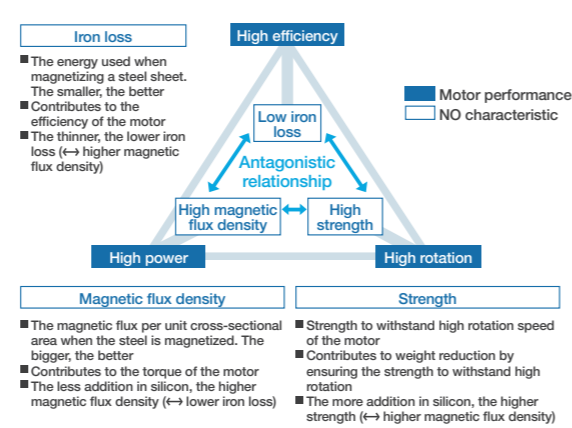 Iron loss
■ The energy used when
magnetizing a steel sheet.
The smaller, the better
■ Contributes to the
efficiency of the motor
■ The thinner, the lower iron
loss (↔ higher magnetic
flux density)
High efficiency
Motor performance
NO characteristic
Low iron
loss
Antagonistic
relationship
High magnetic
flux density
High
strength
High power
High rotation
Magnetic flux density
■ The magnetic flux per unit cross-sectional
area when the steel is magnetized. The
bigger, the better
■ Contributes to the torque of the motor
■ The less addition in silicon, the higher
magnetic flux density (↔ lower iron loss)
Strength
■ Strength to withstand high rotation speed
of the motor
■ Contributes to weight reduction by
ensuring the strength to withstand high
rotation
■ The more addition in silicon, the higher
strength (↔ higher magnetic flux density)